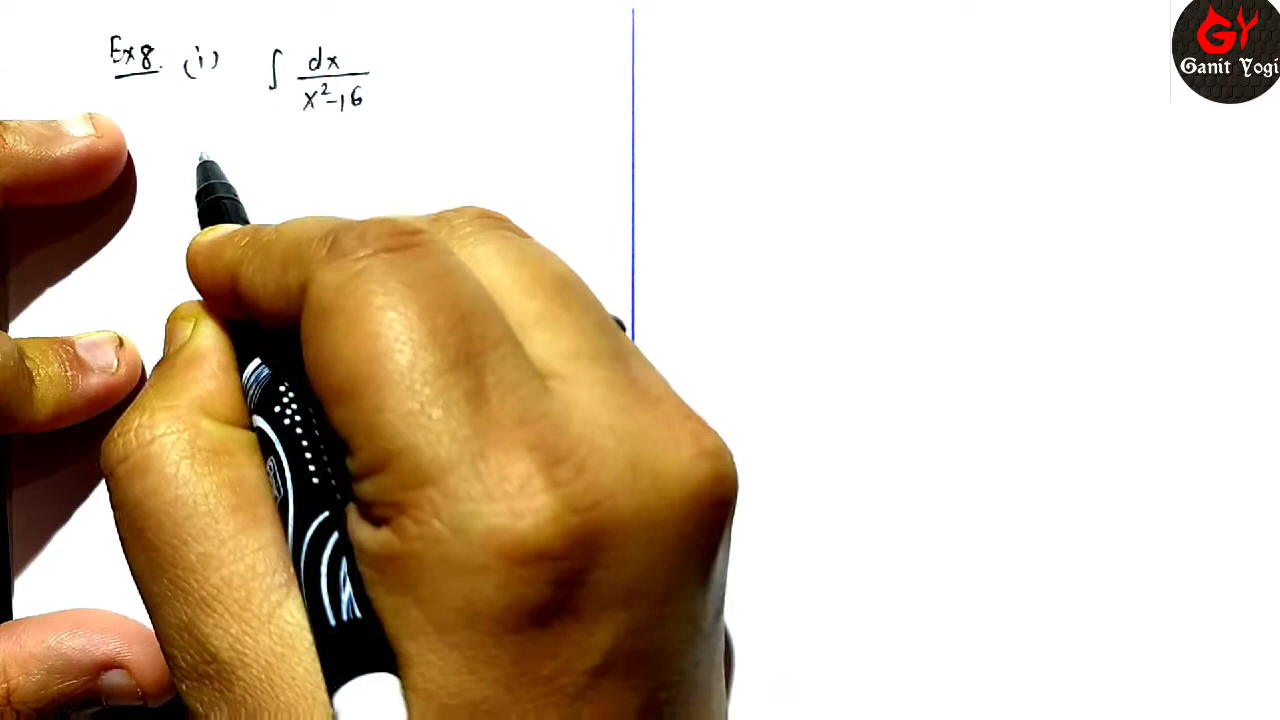 Ex 8. (i) ∫ dx
x²-16
GY
Ganit Yogi